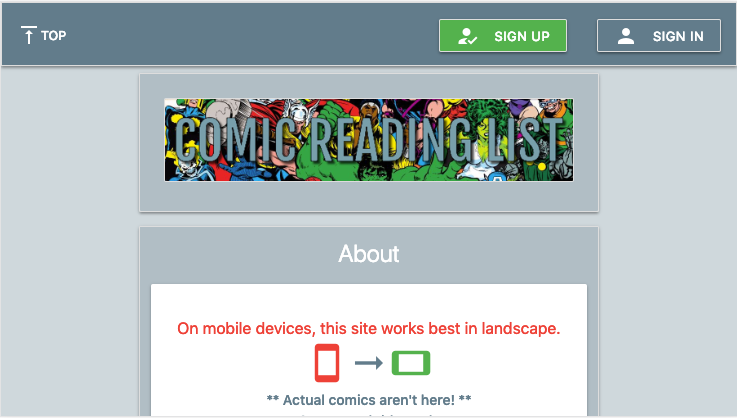 TOP
SIGN UP
SIGN IN
COMIC READING LIST
About
On mobile devices, this site works best in landscape.
** Actual comics aren't here! **